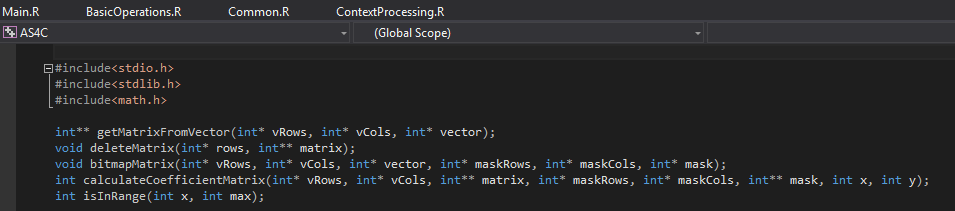 Main.R BasicOperations.R Common.R ContextProcessing.R
AS4C (Global Scope)
#include<stdio.h>
#include<stdlib.h>
#include<math.h>
int** getMatrixFromVector(int* vRows, int* vCols, int* vector);
void deleteMatrix(int* rows, int** matrix);
void bitmapMatrix(int* vRows, int* vCols, int* vector, int* maskRows, int* maskCols, int* mask);
int calculateCoefficientMatrix(int* vRows, int* vCols, int** matrix, int* maskRows, int* maskCols, int** mask, int x, int y);
int isInRange(int x, int max);